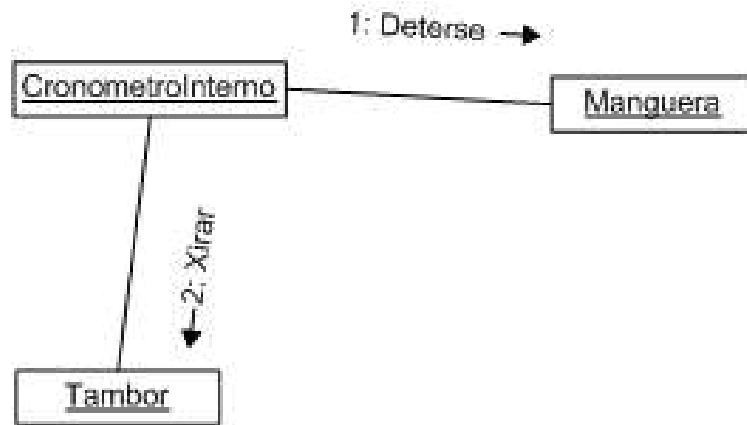 1: Deterse
CronometroInterno
Manguera
2: Xirar
Tambor